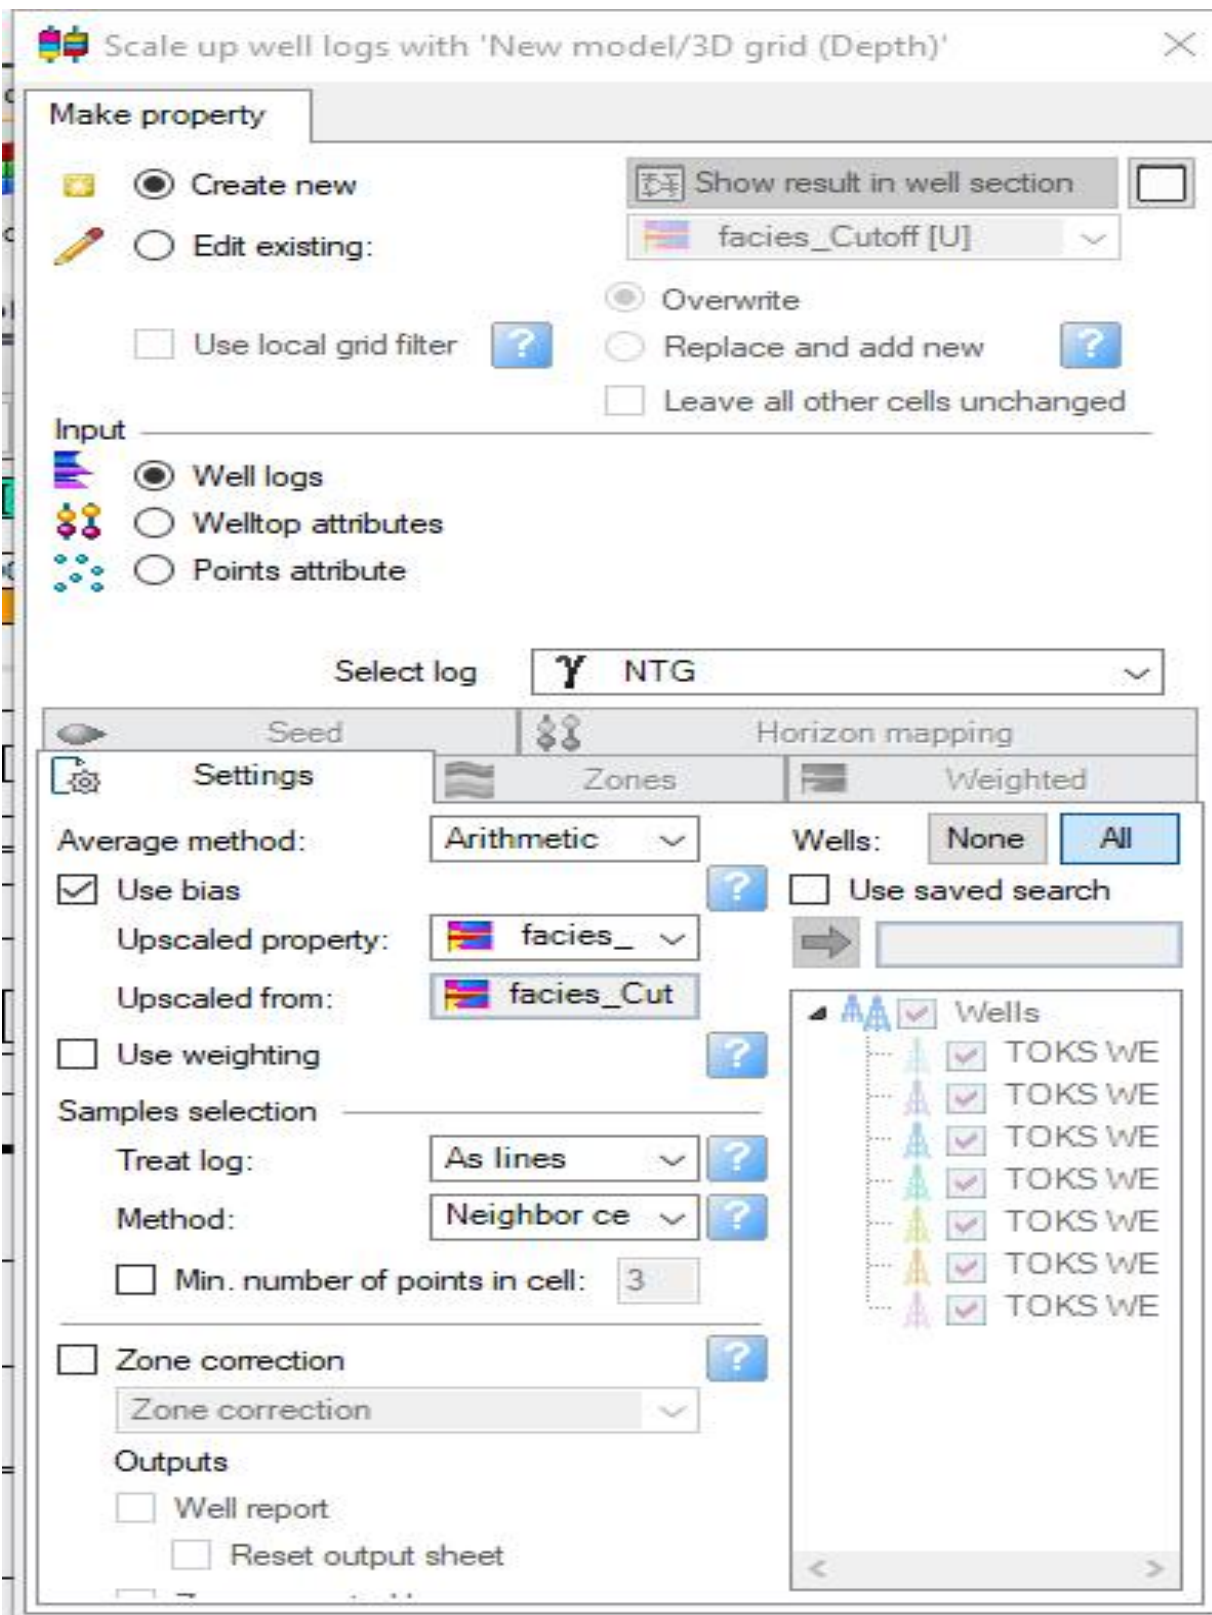 Scale up well logs with 'New model/3D grid (Depth)'
Make property
Create new
Show result in well section
Edit existing:
facies_Cutoff [U]
Overwrite
Use local grid filter ?
Replace and add new ?
Leave all other cells unchanged
Input
Well logs
Welltop attributes
Points attribute
Select log
NTG
Seed
Horizon mapping
Settings
Zones
Weighted
Average method: Arithmetic
Wells: None All
Use bias ?
Use saved search
Upscaled property: facies_
Upscaled from: facies_Cut
Wells
Use weighting ?
TOKS WE
TOKS WE
TOKS WE
TOKS WE
TOKS WE
TOKS WE
TOKS WE
Samples selection
Treat log: As lines ?
Method: Neighbor ce ?
Min. number of points in cell: 3
Zone correction ?
Zone correction
Outputs
Well report
Reset output sheet